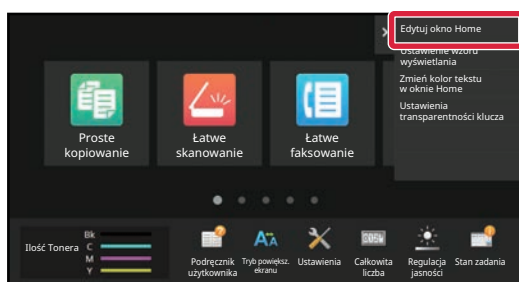 Edytuj okno Home
Ustawienie wzoru
wyświetlania
Zmień kolor tekstu
w oknie Home
Ustawienia
transparentności klucza
Proste
kopiowanie
Łatwe
skanowanie
Łatwe
faksowanie
Ilość Tonera
Bk
C
M
Y
Podręcznik
użytkownika
Tryb powiększ.
ekranu
Ustawienia
Całkowita
liczba
Regulacja
jasności
Stan zadania